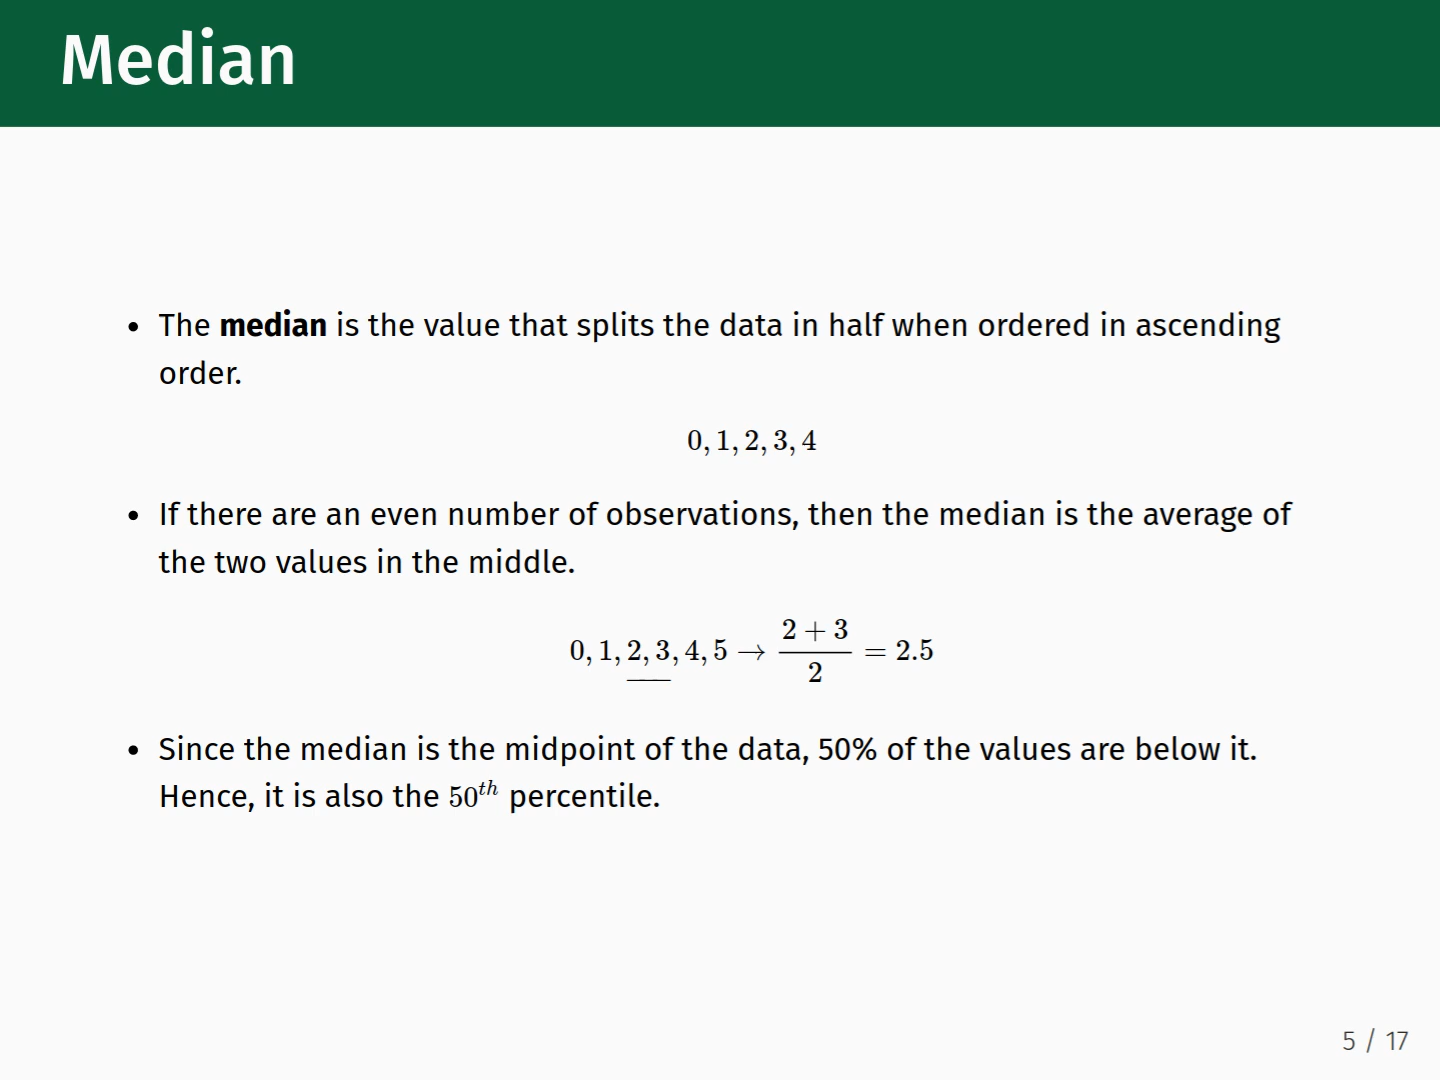 Median
• The median is the value that splits the data in half when ordered in ascending
order.
0, 1, 2, 3, 4
• If there are an even number of observations, then the median is the average of
the two values in the middle.
0, 1, 2, 3, 4, 5 → (2 + 3)/2 = 2.5
• Since the median is the midpoint of the data, 50% of the values are below it.
Hence, it is also the 50th percentile.
5 / 17